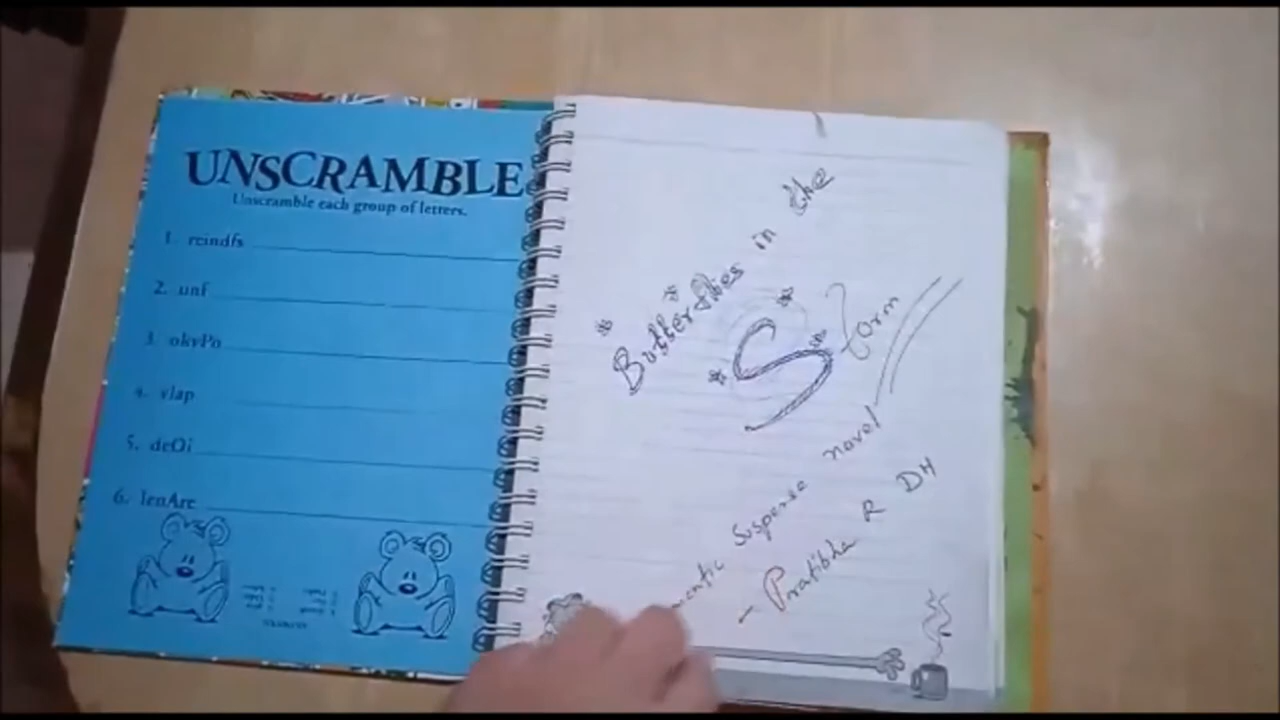 UNSCRAMBLE
Unscramble each group of letters.
1. reindfs
2. unf
3. okyPo
4. vlap
5. deOi
6. lenAre
Butterflies in the
Storm
Suspense novel
- Pratibha R DH